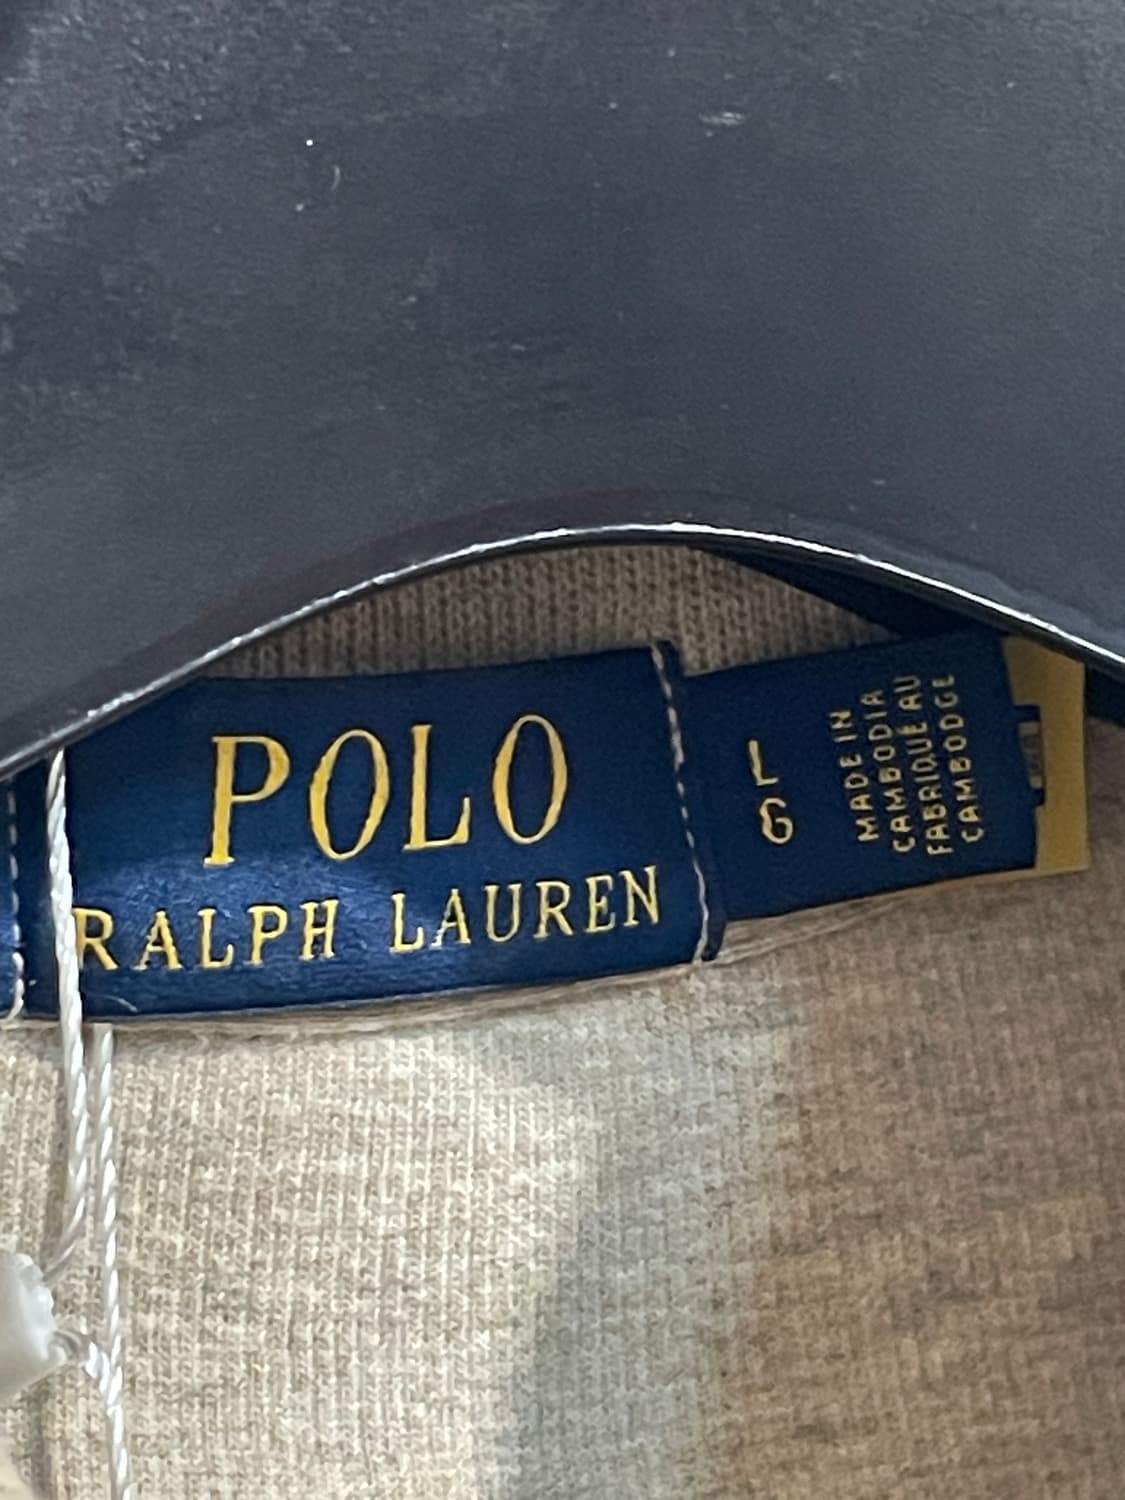 POLO
RALPH LAUREN
L
G
MADE IN
CAMBODIA
FABRIQUÉ AU
CAMBODGE